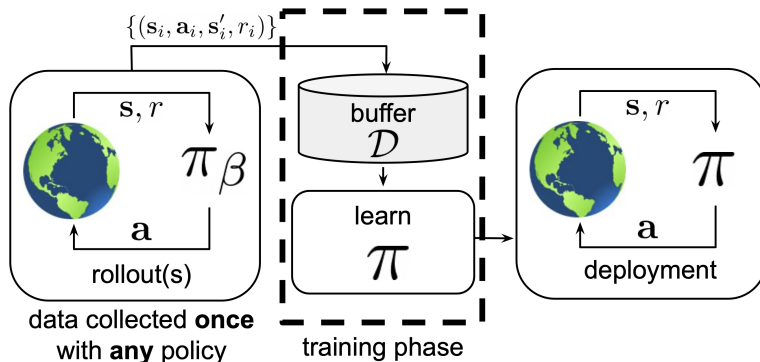 {(s_i, a_i, s'_i, r_i)}
s, r
π_β
a
rollout(s)
data collected once
with any policy
buffer
𝒟
learn
π
training phase
s, r
π
a
deployment